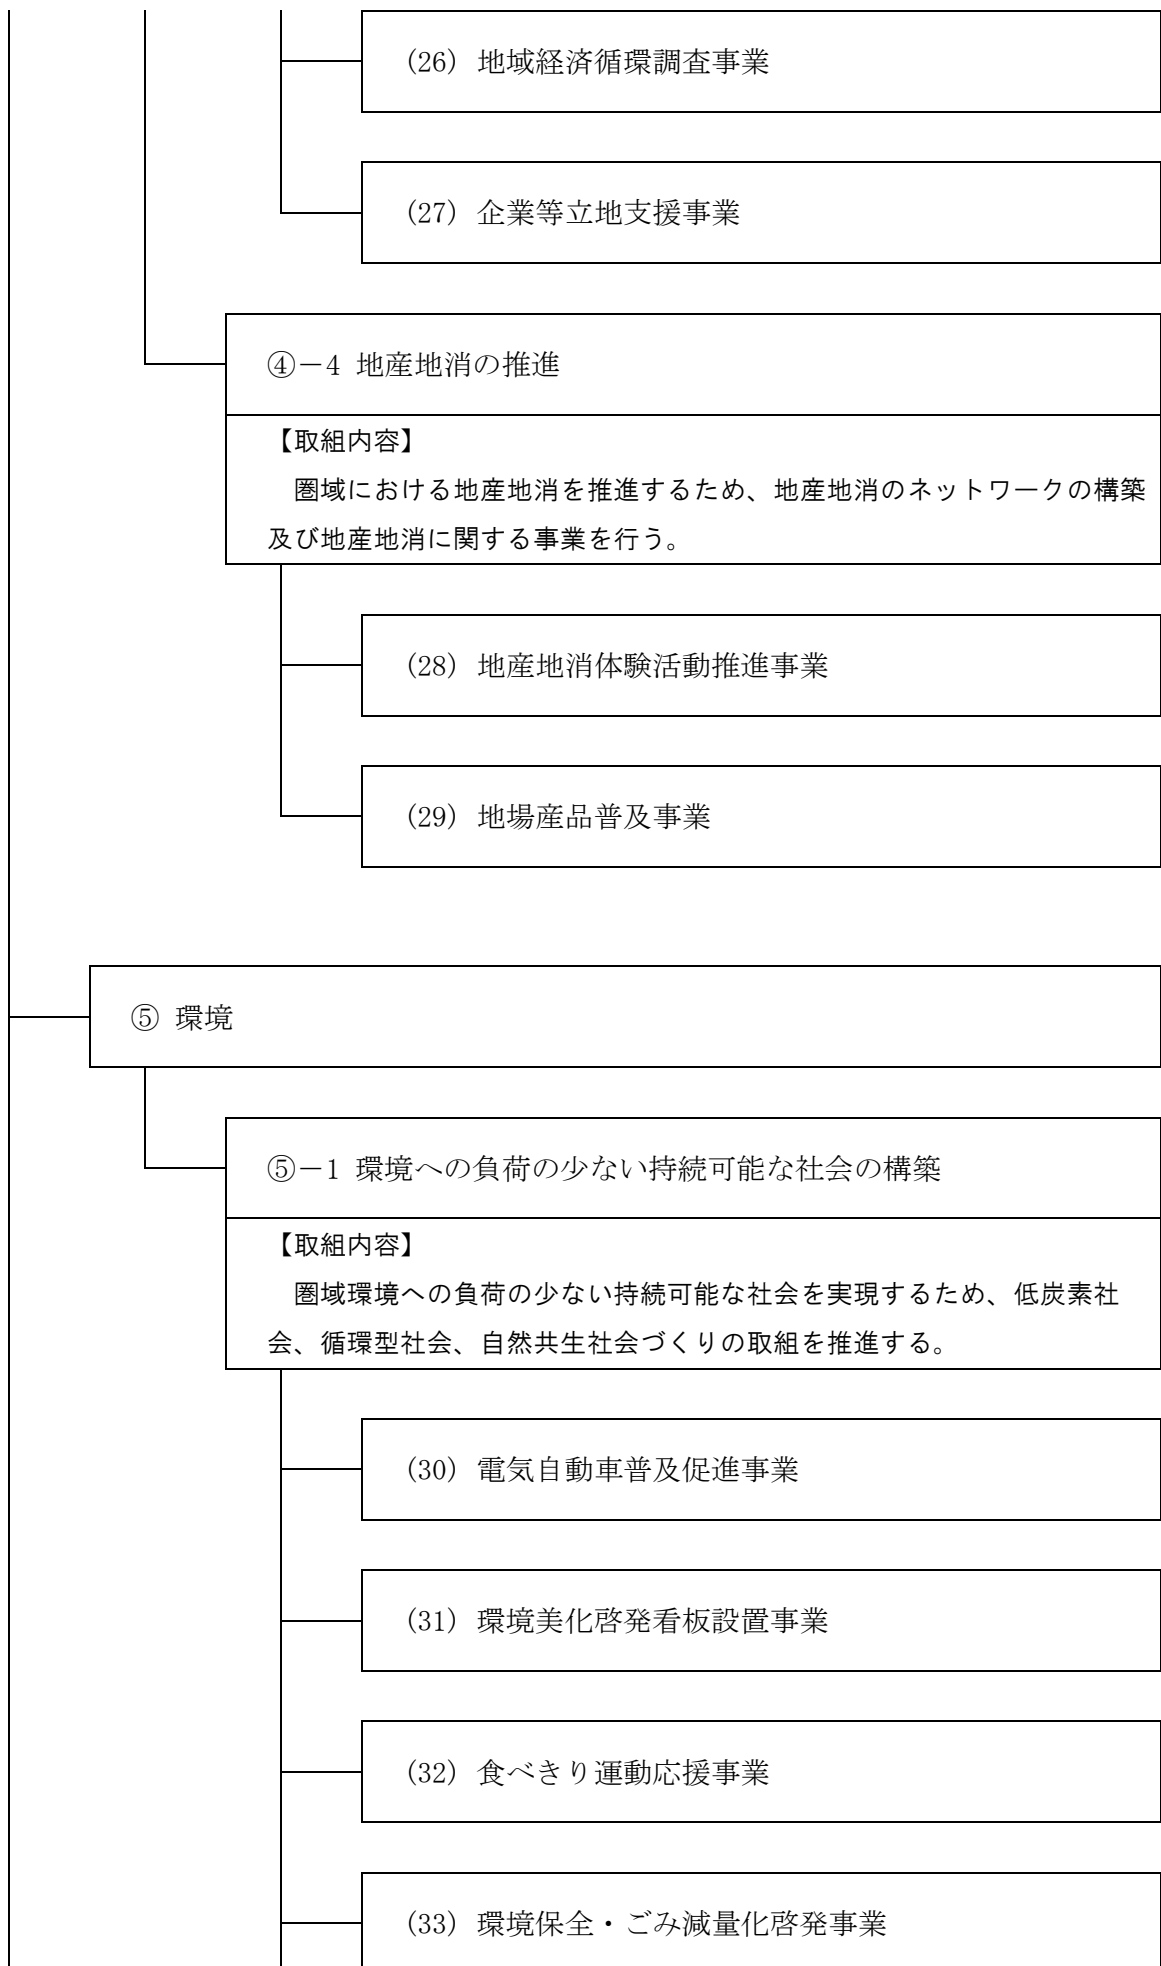 (26) 地域経済循環調査事業
(27) 企業等立地支援事業
④－4 地産地消の推進
【取組内容】
圏域における地産地消を推進するため、地産地消のネットワークの構築
及び地産地消に関する事業を行う。
(28) 地産地消体験活動推進事業
(29) 地場産品普及事業
⑤ 環境
⑤－1 環境への負荷の少ない持続可能な社会の構築
【取組内容】
圏域環境への負荷の少ない持続可能な社会を実現するため、低炭素社
会、循環型社会、自然共生社会づくりの取組を推進する。
(30) 電気自動車普及促進事業
(31) 環境美化啓発看板設置事業
(32) 食べきり運動応援事業
(33) 環境保全・ごみ減量化啓発事業